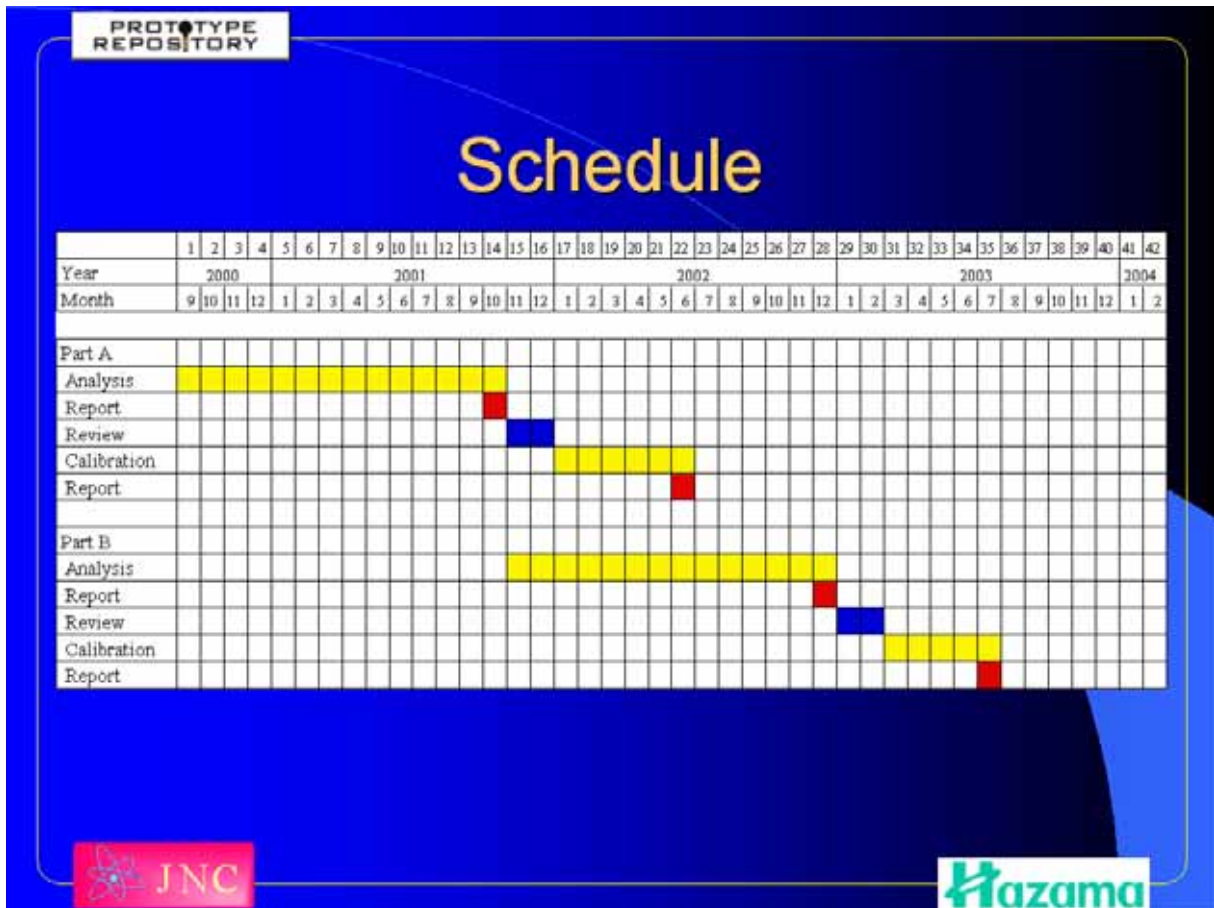 PROTOTYPE
REPOSITORY
Schedule
1 2 3 4 5 6 7 8 9 10 11 12 13 14 15 16 17 18 19 20 21 22 23 24 25 26 27 28 29 30 31 32 33 34 35 36 37 38 39 40 41 42
Year 2000 2001 2002 2003 2004
Month 9 10 11 12 1 2 3 4 5 6 7 8 9 10 11 12 1 2 3 4 5 6 7 8 9 10 11 12 1 2 3 4 5 6 7 8 9 10 11 12 1 2
Part A
Analysis
Report
Review
Calibration
Report
Part B
Analysis
Report
Review
Calibration
Report
JNC
Hazama